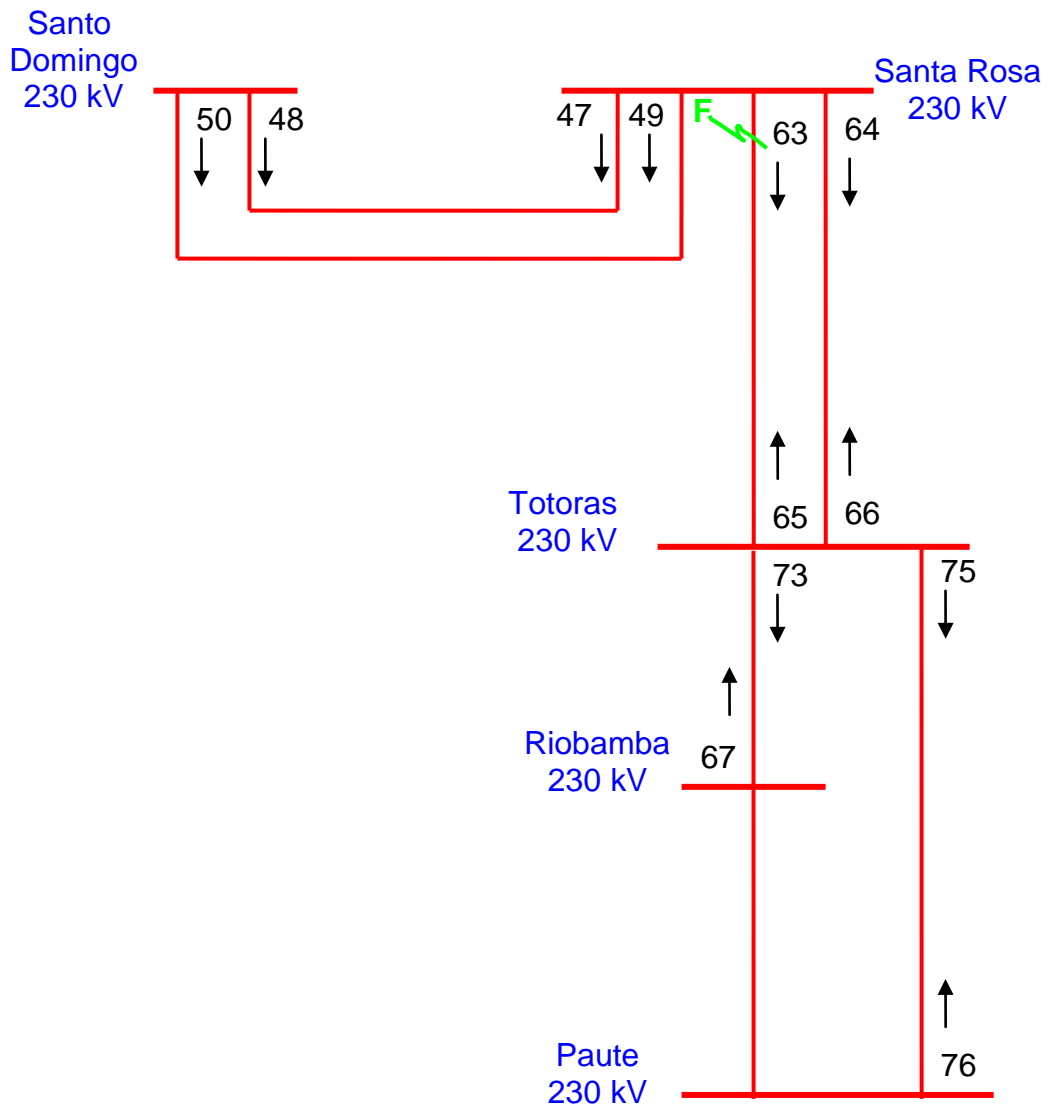 Santo
Domingo
230 kV
Santa Rosa
230 kV
50
48
47
49
F
63
64
Totoras
230 kV
65
66
73
75
Riobamba
230 kV
67
Paute
230 kV
76